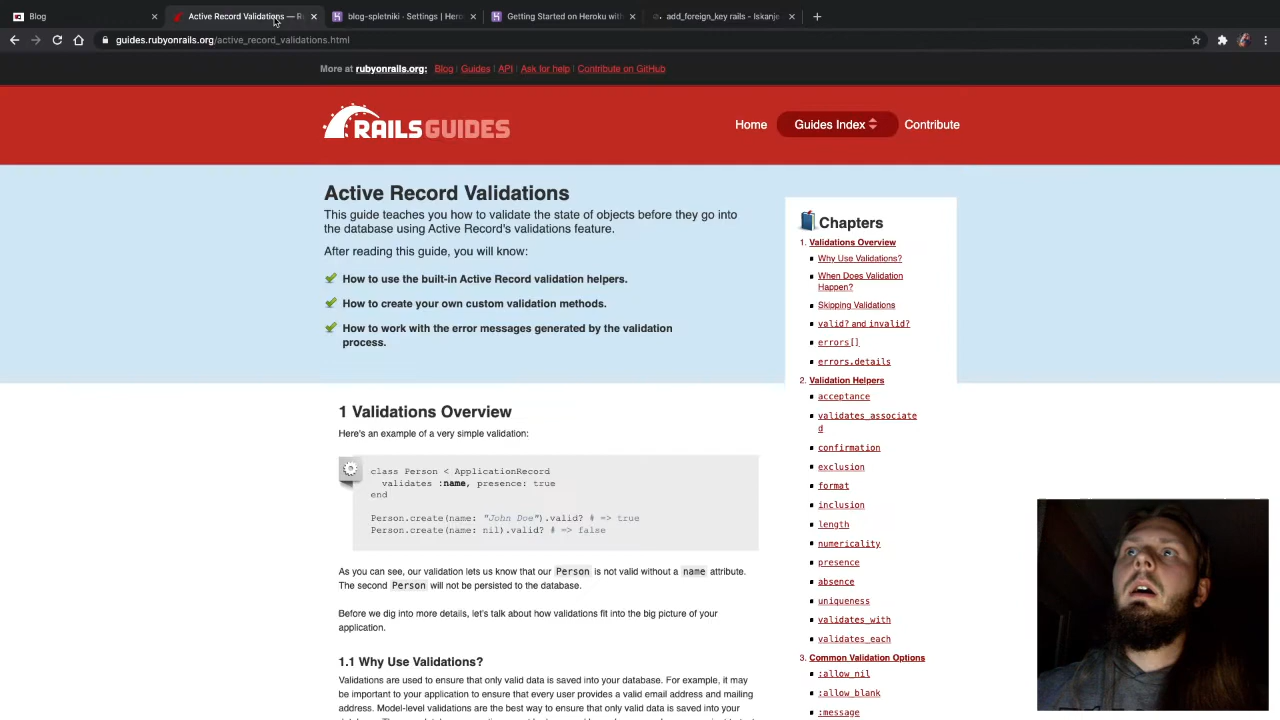 Blog
Active Record Validations — R
blog-spletniki - Settings | Hero
Getting Started on Heroku with
add_foreign_key rails - Iskanje
guides.rubyonrails.org/active_record_validations.html
More at rubyonrails.org: Blog | Guides | API | Ask for help | Contribute on GitHub
RAILSGUIDES
Home
Guides Index
Contribute
Active Record Validations
This guide teaches you how to validate the state of objects before they go into
the database using Active Record's validations feature.
After reading this guide, you will know:
How to use the built-in Active Record validation helpers.
How to create your own custom validation methods.
How to work with the error messages generated by the validation
process.
Chapters
1. Validations Overview
Why Use Validations?
When Does Validation
Happen?
Skipping Validations
valid? and invalid?
errors[]
errors.details
2. Validation Helpers
acceptance
validates_associate
d
confirmation
exclusion
format
inclusion
length
numericality
presence
absence
uniqueness
validates_with
validates_each
3. Common Validation Options
:allow_nil
:allow_blank
:message
1 Validations Overview
Here's an example of a very simple validation:
class Person < ApplicationRecord
validates :name, presence: true
end
Person.create(name: "John Doe").valid? # => true
Person.create(name: nil).valid? # => false
As you can see, our validation lets us know that our Person is not valid without a name attribute.
The second Person will not be persisted to the database.
Before we dig into more details, let's talk about how validations fit into the big picture of your
application.
1.1 Why Use Validations?
Validations are used to ensure that only valid data is saved into your database. For example, it may
be important to your application to ensure that every user provides a valid email address and mailing
address. Model-level validations are the best way to ensure that only valid data is saved into your